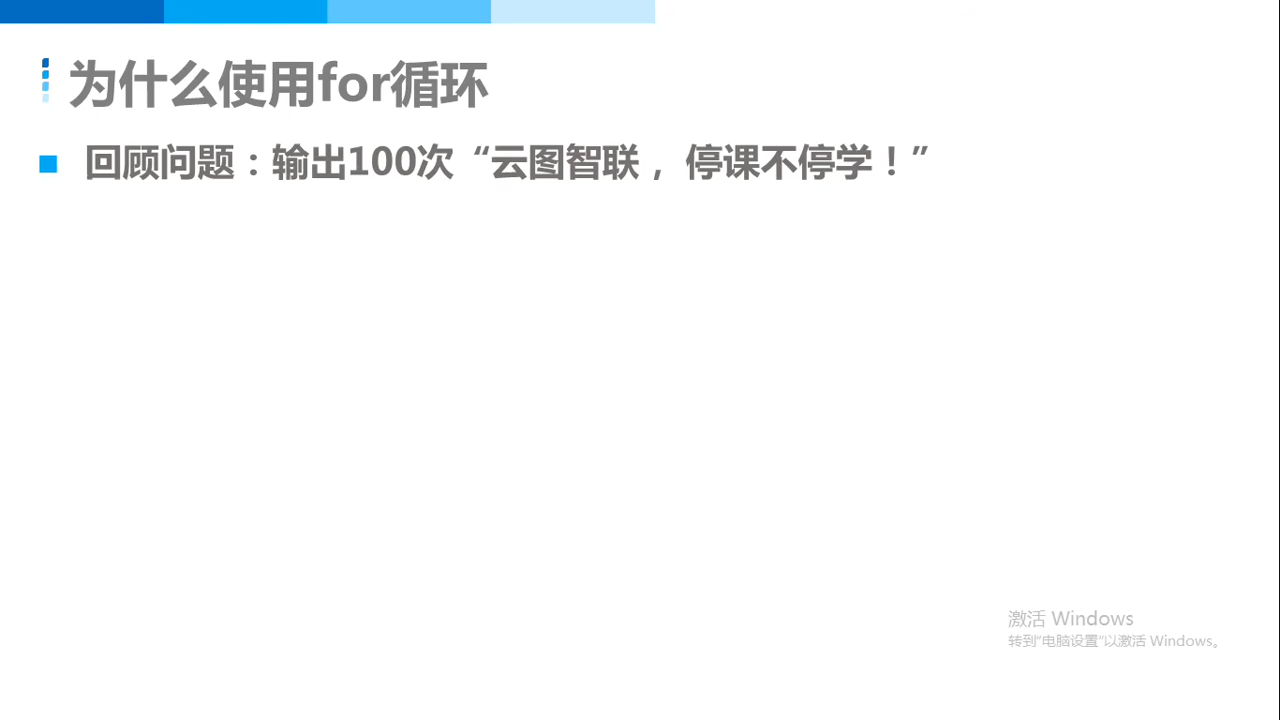 为什么使用for循环
回顾问题：输出100次“云图智联，停课不停学！”
激活 Windows
转到“电脑设置”以激活 Windows。